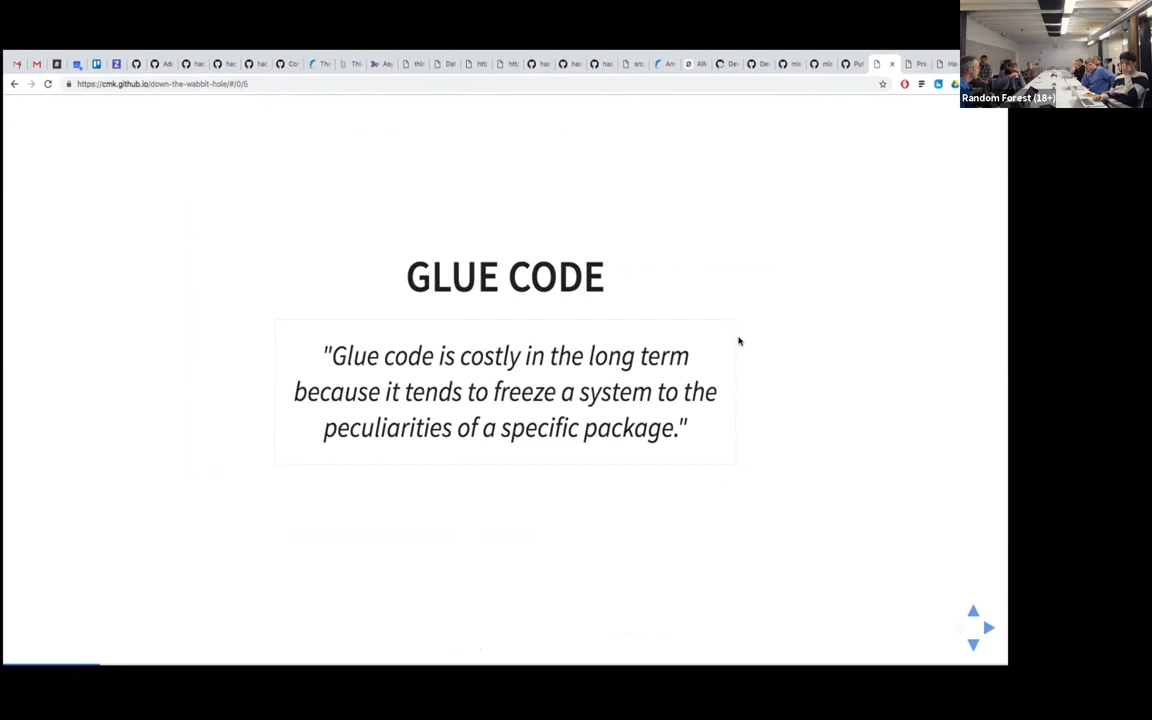 https://cmk.github.io/down-the-wabbit-hole/#/0/5
Random Forest (18+)
GLUE CODE
"Glue code is costly in the long term
because it tends to freeze a system to the
peculiarities of a specific package."